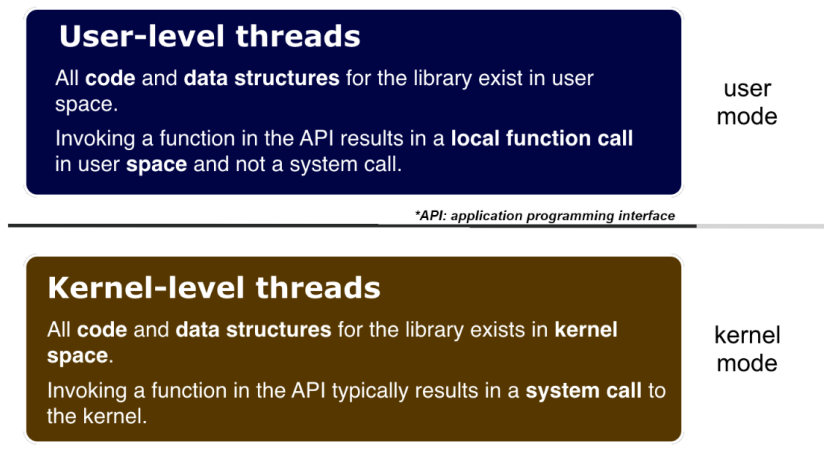 User-level threads
All code and data structures for the library exist in user
space.
Invoking a function in the API results in a local function call
in user space and not a system call.
user
mode
*API: application programming interface
Kernel-level threads
All code and data structures for the library exists in kernel
space.
Invoking a function in the API typically results in a system call to
the kernel.
kernel
mode